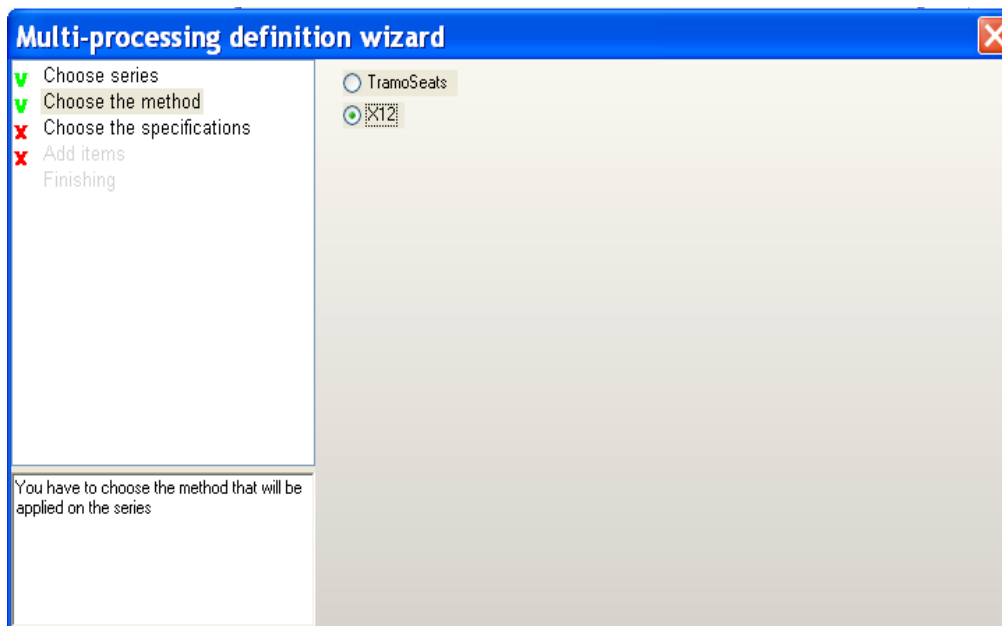 Multi-processing definition wizard
v Choose series
v Choose the method
x Choose the specifications
x Add items
Finishing
TramoSeats
X12
You have to choose the method that will be
applied on the series